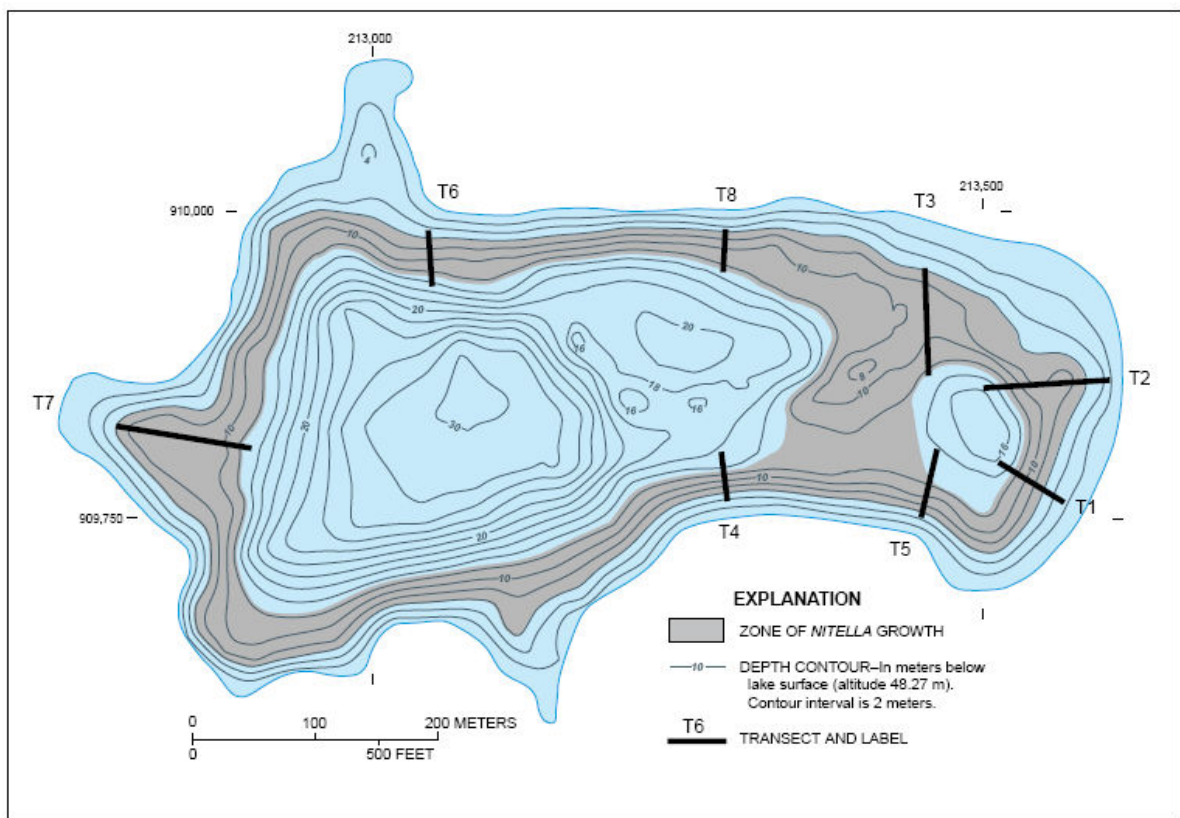 213,000
4
T6
T8
T3
213,500
910,000
10
10
20
20
16
18
8
10
T2
T7
10
16
16
30
16
20
10
10
909,750
20
10
T4
T5
T1
EXPLANATION
ZONE OF NITELLA GROWTH
10
DEPTH CONTOUR–In meters below
lake surface (altitude 48.27 m).
Contour interval is 2 meters.
0 100 200 METERS
0 500 FEET
T6
TRANSECT AND LABEL